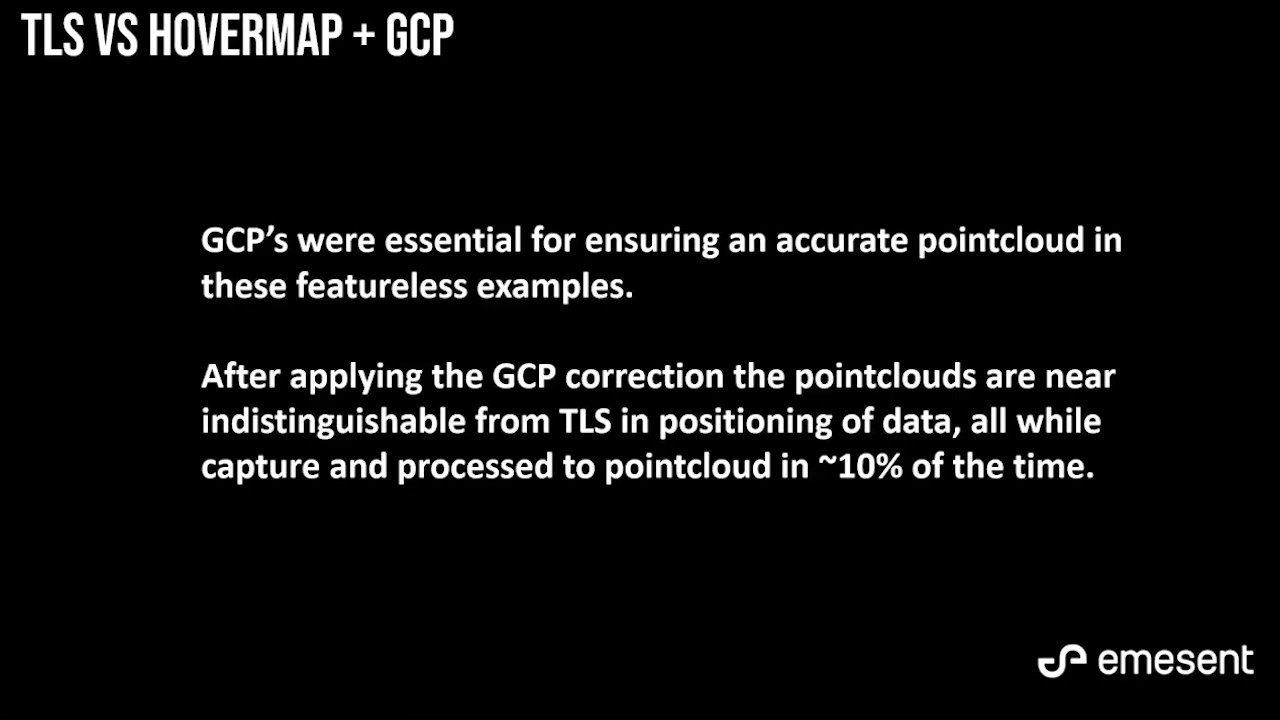 TLS VS HOVERMAP + GCP
GCP’s were essential for ensuring an accurate pointcloud in
these featureless examples.
After applying the GCP correction the pointclouds are near
indistinguishable from TLS in positioning of data, all while
capture and processed to pointcloud in ~10% of the time.
emesent